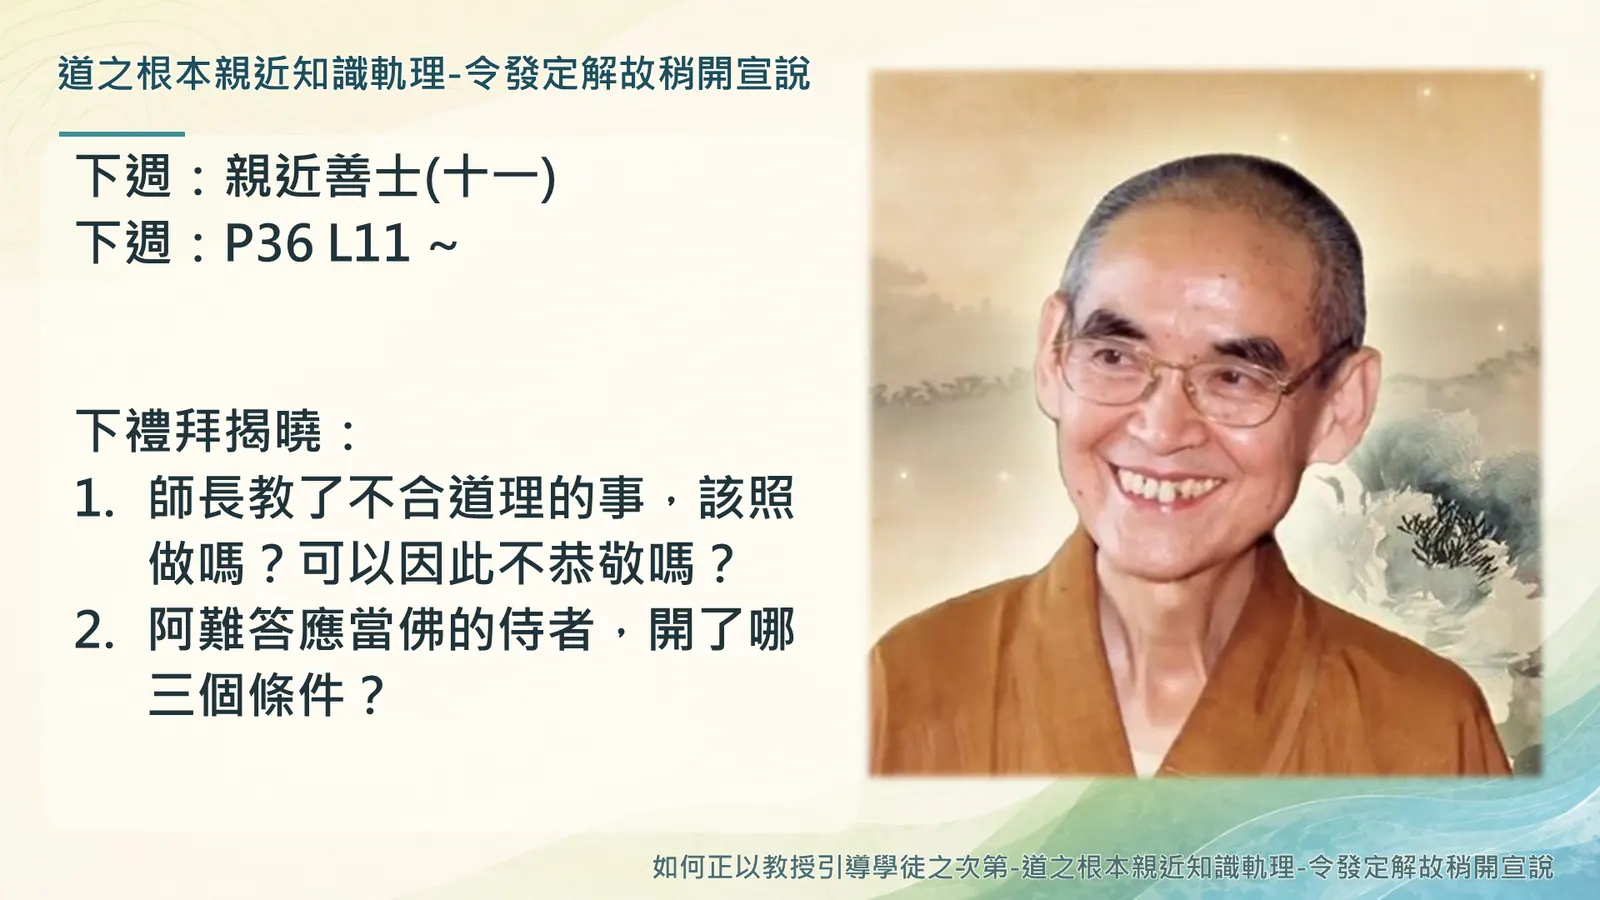 道之根本親近知識軌理-令發定解故稍開宣說
下週：親近善士(十一)
下週：P36 L11 ~
下禮拜揭曉：
1. 師長教了不合道理的事，該照
做嗎？可以因此不恭敬嗎？
2. 阿難答應當佛的侍者，開了哪
三個條件？
如何正以教授引導學徒之次第-道之根本親近知識軌理-令發定解故稍開宣說